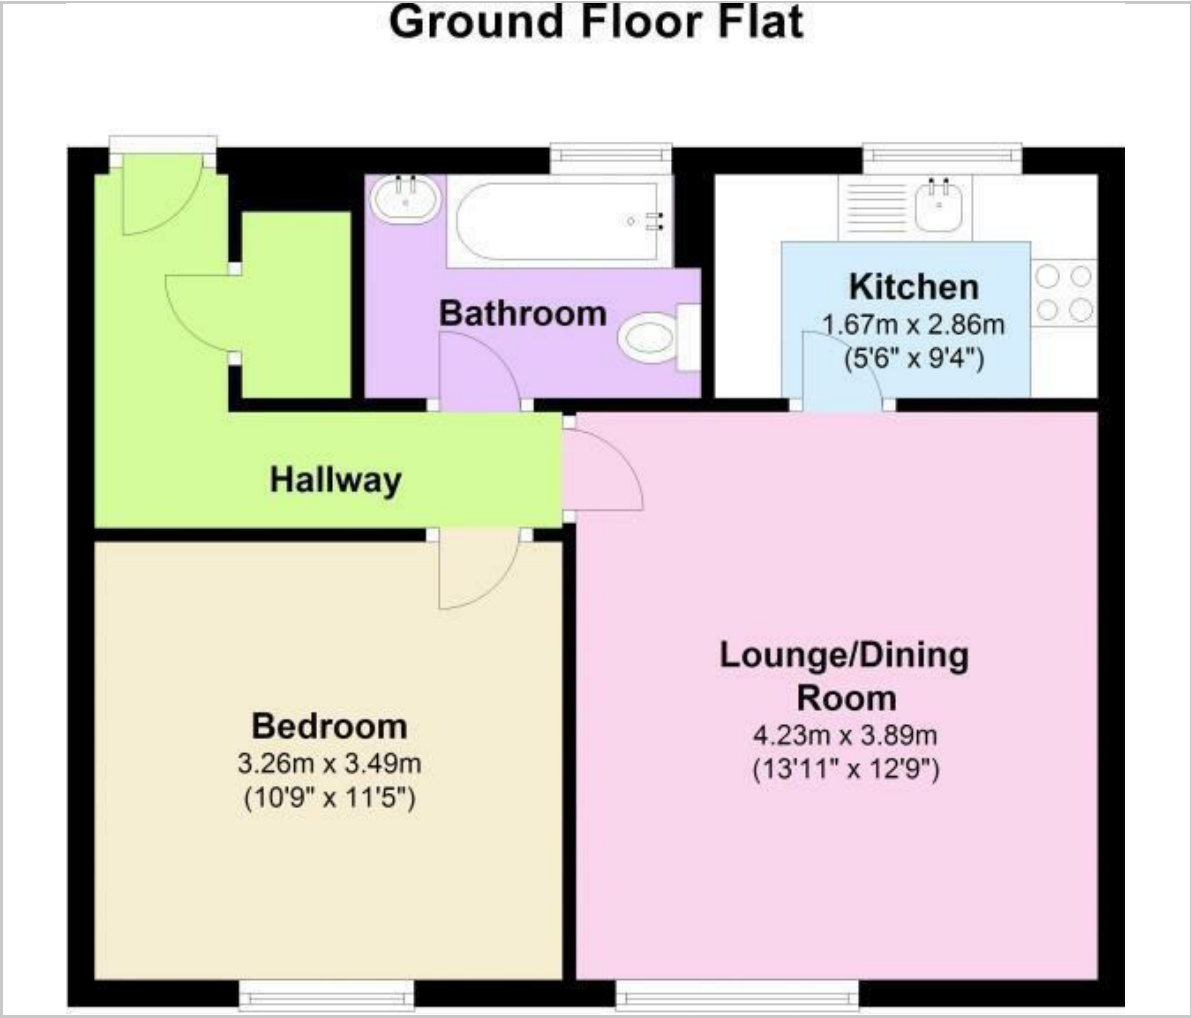 Ground Floor Flat
Kitchen
1.67m x 2.86m
(5'6" x 9'4")
Bathroom
Hallway
Lounge/Dining
Room
4.23m x 3.89m
(13'11" x 12'9")
Bedroom
3.26m x 3.49m
(10'9" x 11'5")